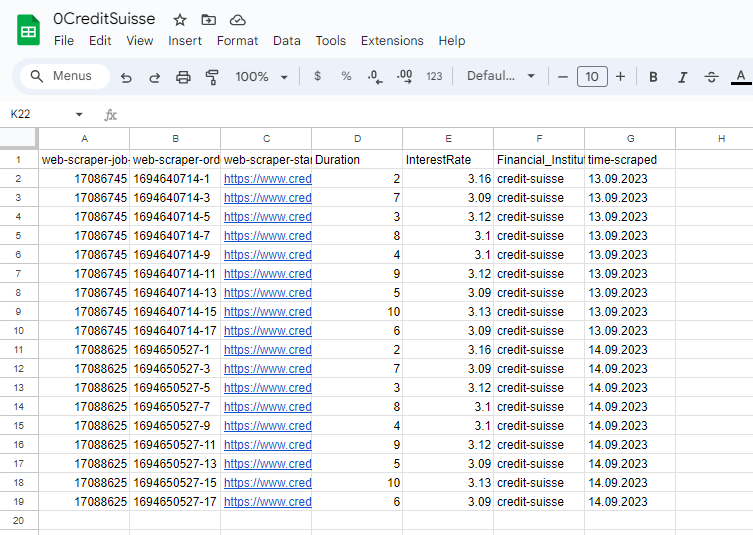 0CreditSuisse
File Edit View Insert Format Data Tools Extensions Help
Menus 100% $ % .0 .00 123 Defaul... 10 B I S A
K22 fx
A B C D E F G H
1 web-scraper-job- web-scraper-ord web-scraper-star Duration InterestRate Financial_Institut time-scraped
2 17086745 1694640714-1 https://www.cred 2 3.16 credit-suisse 13.09.2023
3 17086745 1694640714-3 https://www.cred 7 3.09 credit-suisse 13.09.2023
4 17086745 1694640714-5 https://www.cred 3 3.12 credit-suisse 13.09.2023
5 17086745 1694640714-7 https://www.cred 8 3.1 credit-suisse 13.09.2023
6 17086745 1694640714-9 https://www.cred 4 3.1 credit-suisse 13.09.2023
7 17086745 1694640714-11 https://www.cred 9 3.12 credit-suisse 13.09.2023
8 17086745 1694640714-13 https://www.cred 5 3.09 credit-suisse 13.09.2023
9 17086745 1694640714-15 https://www.cred 10 3.13 credit-suisse 13.09.2023
10 17086745 1694640714-17 https://www.cred 6 3.09 credit-suisse 13.09.2023
11 17088625 1694650527-1 https://www.cred 2 3.16 credit-suisse 14.09.2023
12 17088625 1694650527-3 https://www.cred 7 3.09 credit-suisse 14.09.2023
13 17088625 1694650527-5 https://www.cred 3 3.12 credit-suisse 14.09.2023
14 17088625 1694650527-7 https://www.cred 8 3.1 credit-suisse 14.09.2023
15 17088625 1694650527-9 https://www.cred 4 3.1 credit-suisse 14.09.2023
16 17088625 1694650527-11 https://www.cred 9 3.12 credit-suisse 14.09.2023
17 17088625 1694650527-13 https://www.cred 5 3.09 credit-suisse 14.09.2023
18 17088625 1694650527-15 https://www.cred 10 3.13 credit-suisse 14.09.2023
19 17088625 1694650527-17 https://www.cred 6 3.09 credit-suisse 14.09.2023
20